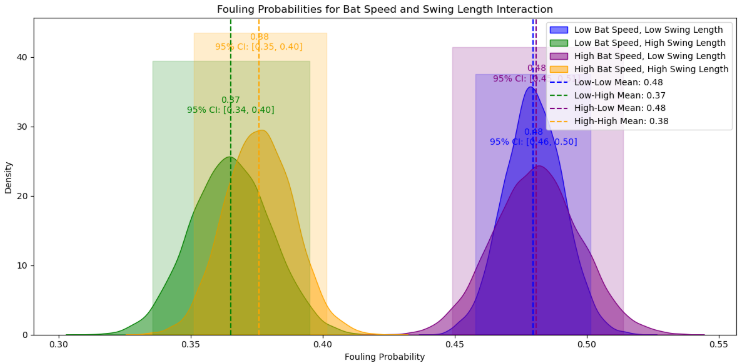 Fouling Probabilities for Bat Speed and Swing Length Interaction
Low Bat Speed, Low Swing Length
Low Bat Speed, High Swing Length
High Bat Speed, Low Swing Length
High Bat Speed, High Swing Length
Low-Low Mean: 0.48
Low-High Mean: 0.37
High-Low Mean: 0.48
High-High Mean: 0.38
0.38
95% CI: [0.35, 0.40]
0.48
95% CI: [0.4
0.37
95% CI: [0.34, 0.40]
0.48
95% CI: [0.46, 0.50]
Density
40
30
20
10
0
0.30
0.35
0.40
0.45
0.50
0.55
Fouling Probability